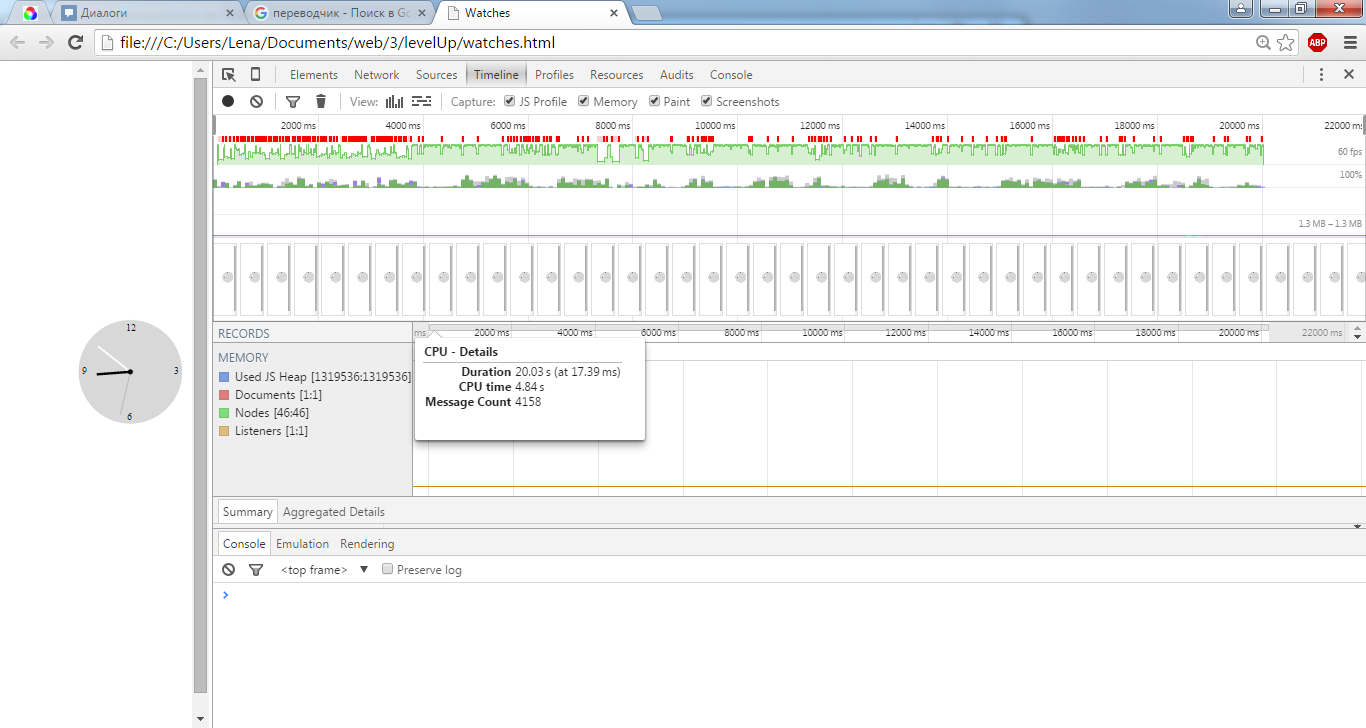 Диалоги
переводчик - Поиск в Go
Watches
file:///C:/Users/Lena/Documents/web/3/levelUp/watches.html
ABP
Elements Network Sources Timeline Profiles Resources Audits Console
View: Capture: JS Profile Memory Paint Screenshots
2000 ms 4000 ms 6000 ms 8000 ms 10000 ms 12000 ms 14000 ms 16000 ms 18000 ms 20000 ms 22000 ms
60 fps
100%
1.3 MB – 1.3 MB
12
9
3
6
RECORDS
ms 2000 ms 4000 ms 6000 ms 8000 ms 10000 ms 12000 ms 14000 ms 16000 ms 18000 ms 20000 ms 22000 ms
MEMORY
Used JS Heap [1319536:1319536]
Documents [1:1]
Nodes [46:46]
Listeners [1:1]
CPU - Details
Duration 20.03 s (at 17.39 ms)
CPU time 4.84 s
Message Count 4158
Summary Aggregated Details
Console Emulation Rendering
<top frame> ▼ Preserve log